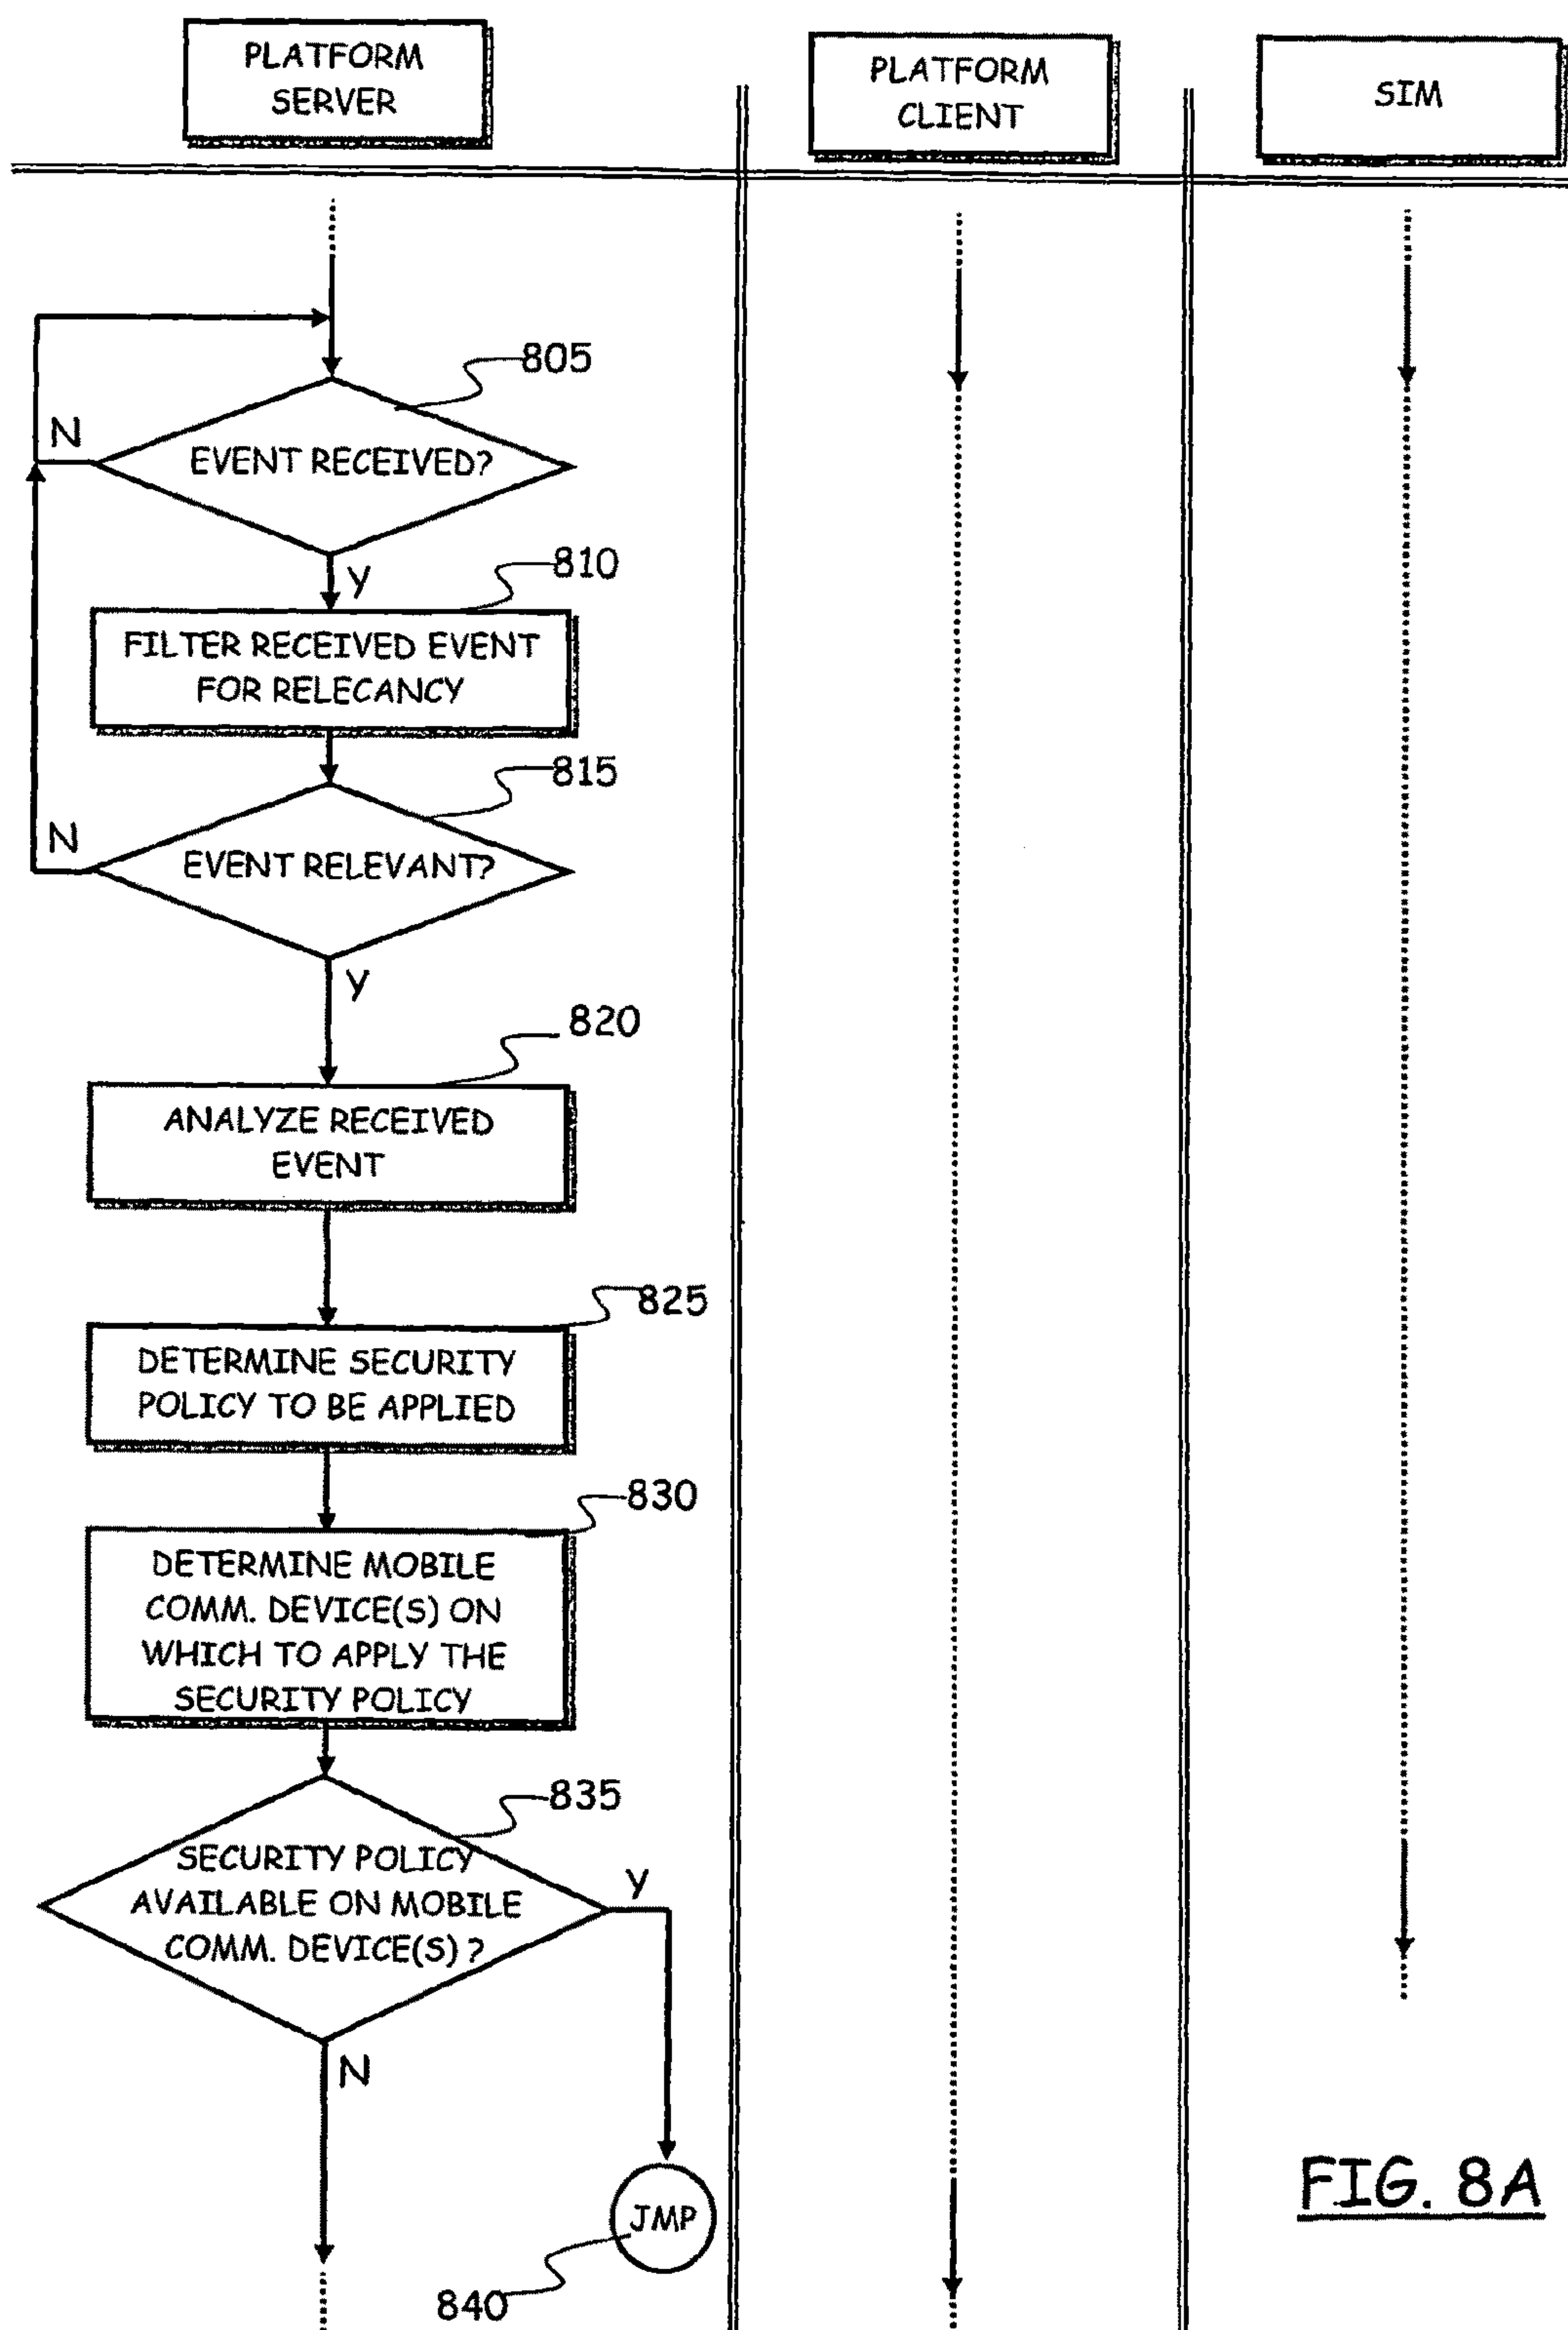 PLATFORM
SERVER
PLATFORM
CLIENT
SIM
805
N
EVENT RECEIVED?
Y
810
FILTER RECEIVED EVENT
FOR RELECANCY
815
N
EVENT RELEVANT?
Y
820
ANALYZE RECEIVED
EVENT
825
DETERMINE SECURITY
POLICY TO BE APPLIED
830
DETERMINE MOBILE
COMM. DEVICE(S) ON
WHICH TO APPLY THE
SECURITY POLICY
835
SECURITY POLICY
AVAILABLE ON MOBILE
COMM. DEVICE(S)?
Y
N
JMP
840
FIG. 8A